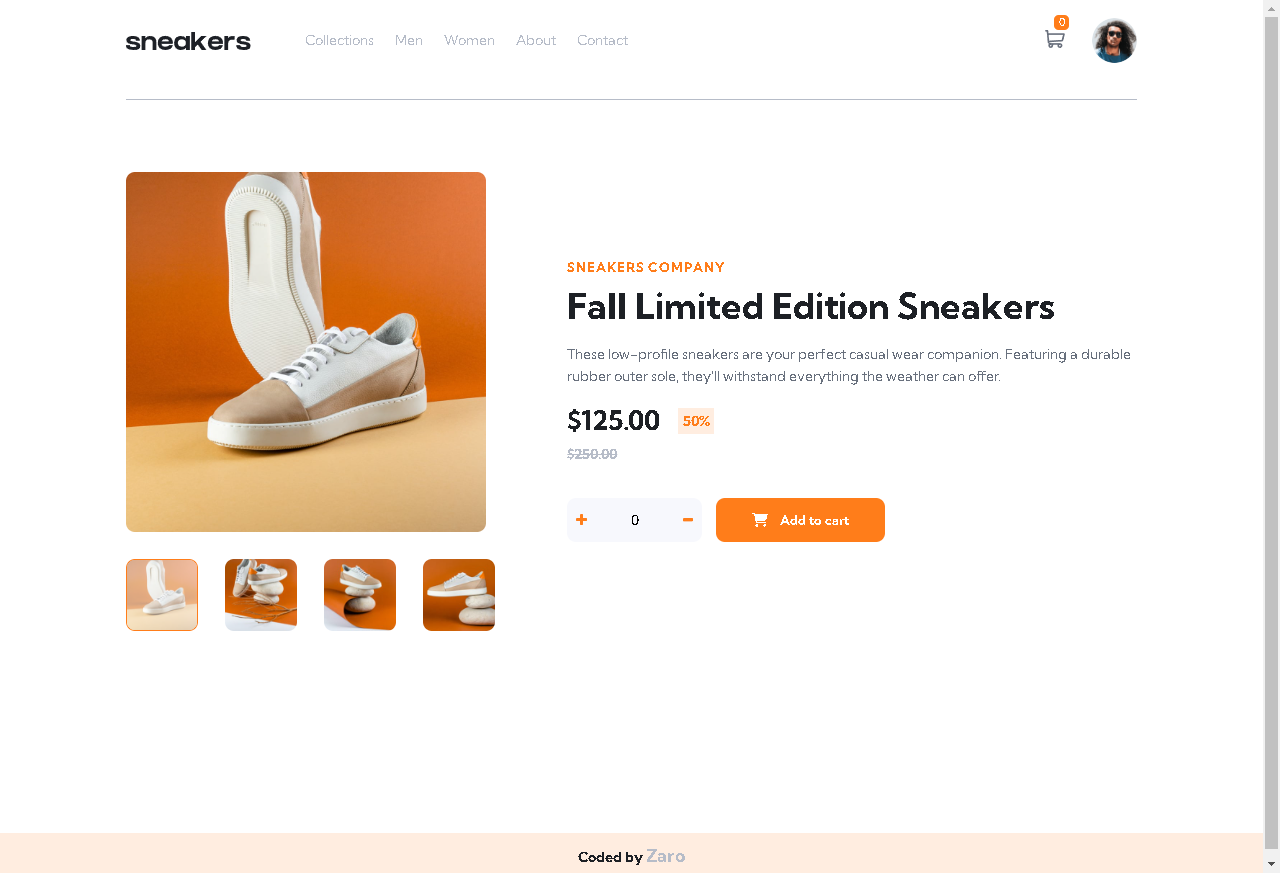 sneakers
Collections Men Women About Contact
0
SNEAKERS COMPANY
Fall Limited Edition Sneakers
These low-profile sneakers are your perfect casual wear companion. Featuring a durable
rubber outer sole, they'll withstand everything the weather can offer.
$125.00 50%
$250.00
+ 0 -
Add to cart
Coded by Zaro